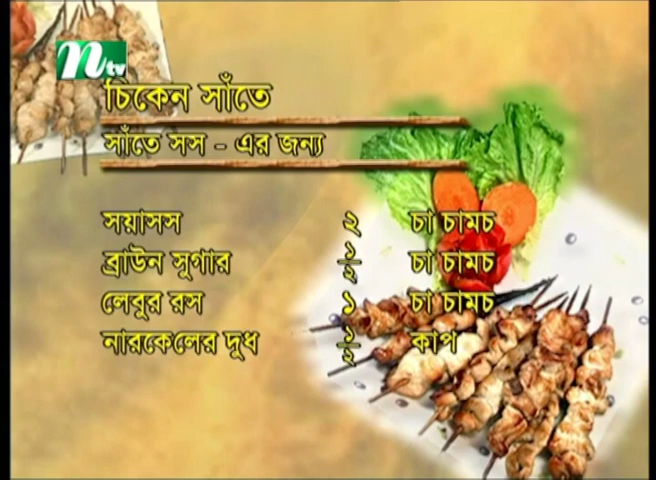 ntv
চিকেন সাঁতে
সাঁতে সস - এর জন্য
সয়াসস ২ চা চামচ
ব্রাউন সুগার ১/২ চা চামচ
লেবুর রস ১ চা চামচ
নারকেলের দুধ ১/২ কাপ